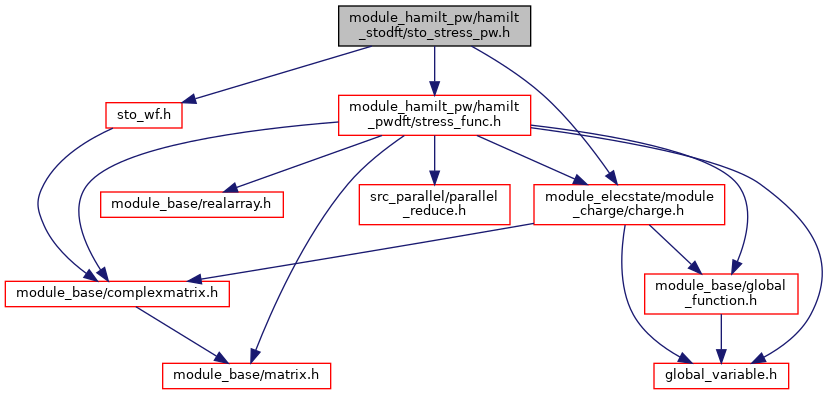 module_hamilt_pw/hamilt
_stodft/sto_stress_pw.h
sto_wf.h
module_hamilt_pw/hamilt
_pwdft/stress_func.h
module_base/realarray.h
src_parallel/parallel
_reduce.h
module_elecstate/module
_charge/charge.h
module_base/complexmatrix.h
module_base/global
_function.h
module_base/matrix.h
global_variable.h